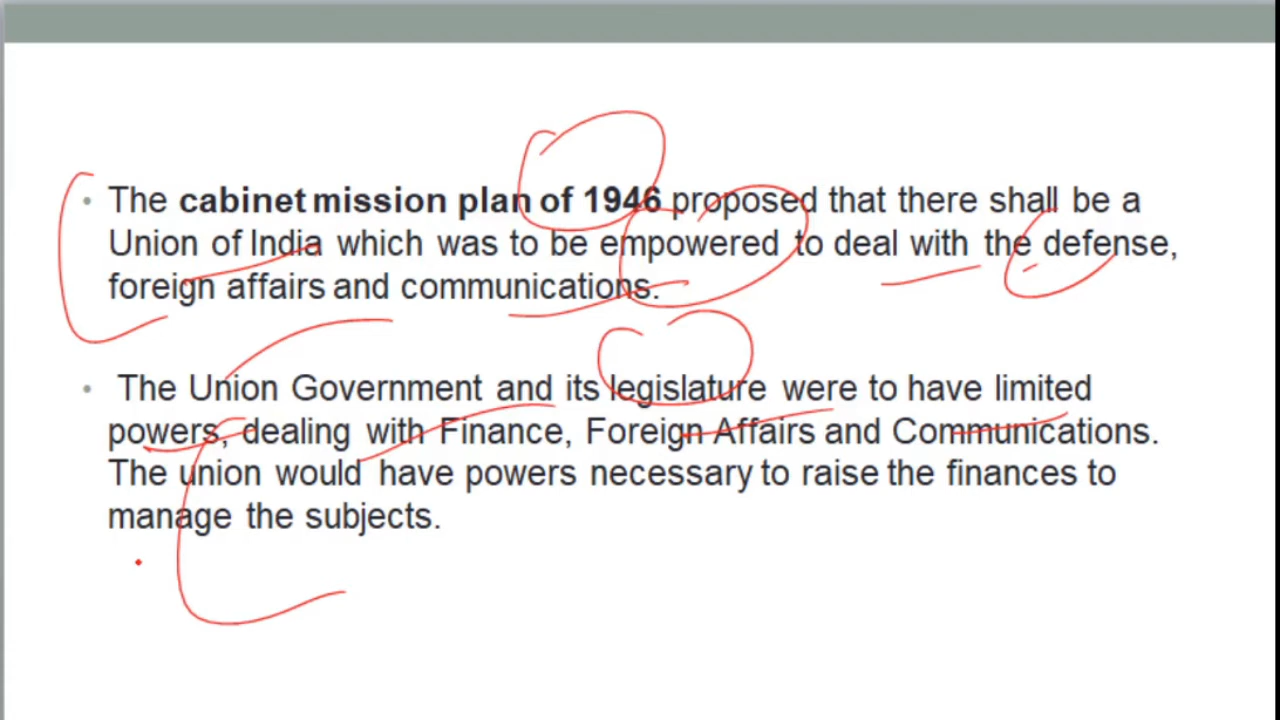 • The cabinet mission plan of 1946 proposed that there shall be a
Union of India which was to be empowered to deal with the defense,
foreign affairs and communications.
• The Union Government and its legislature were to have limited
powers, dealing with Finance, Foreign Affairs and Communications.
The union would have powers necessary to raise the finances to
manage the subjects.